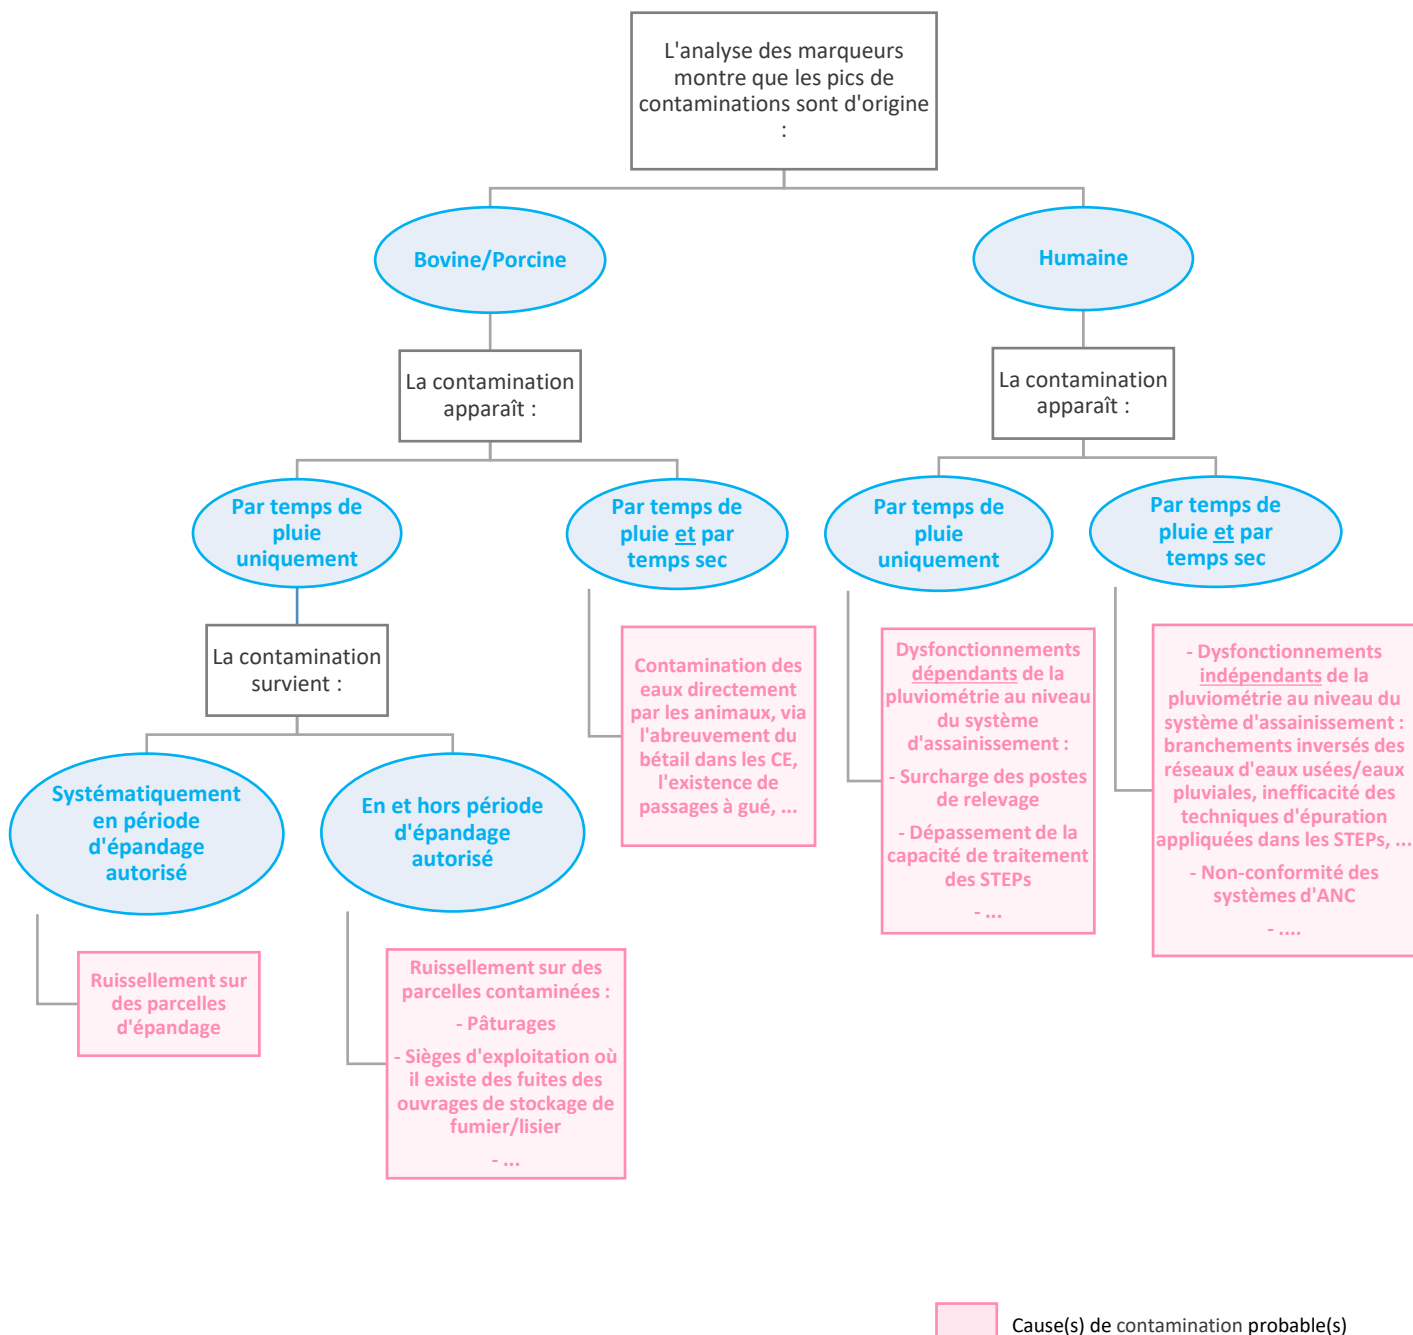 L'analyse des marqueurs
montre que les pics de
contaminations sont d'origine
:
Bovine/Porcine
Humaine
La contamination
apparaît :
La contamination
apparaît :
Par temps de
pluie
uniquement
Par temps de
pluie et par
temps sec
Par temps de
pluie
uniquement
Par temps de
pluie et par
temps sec
La contamination
survient :
Contamination des
eaux directement
par les animaux, via
l'abreuvement du
bétail dans les CE,
l'existence de
passages à gué, ...
Dysfonctionnements
dépendants de la
pluviométrie au niveau
du système
d'assainissement :
- Surcharge des postes
de relevage
- Dépassement de la
capacité de traitement
des STEPs
- ...
- Dysfonctionnements
indépendants de la
pluviométrie au niveau du
système d'assainissement :
branchements inversés des
réseaux d'eaux usées/eaux
pluviales, inefficacité des
techniques d'épuration
appliquées dans les STEPs, ...
- Non-conformité des
systèmes d'ANC
- ....
Systématiquement
en période
d'épandage
autorisé
En et hors période
d'épandage
autorisé
Ruissellement sur
des parcelles
d'épandage
Ruissellement sur des
parcelles contaminées :
- Pâturages
- Sièges d'exploitation où
il existe des fuites des
ouvrages de stockage de
fumier/lisier
- ...
Cause(s) de contamination probable(s)